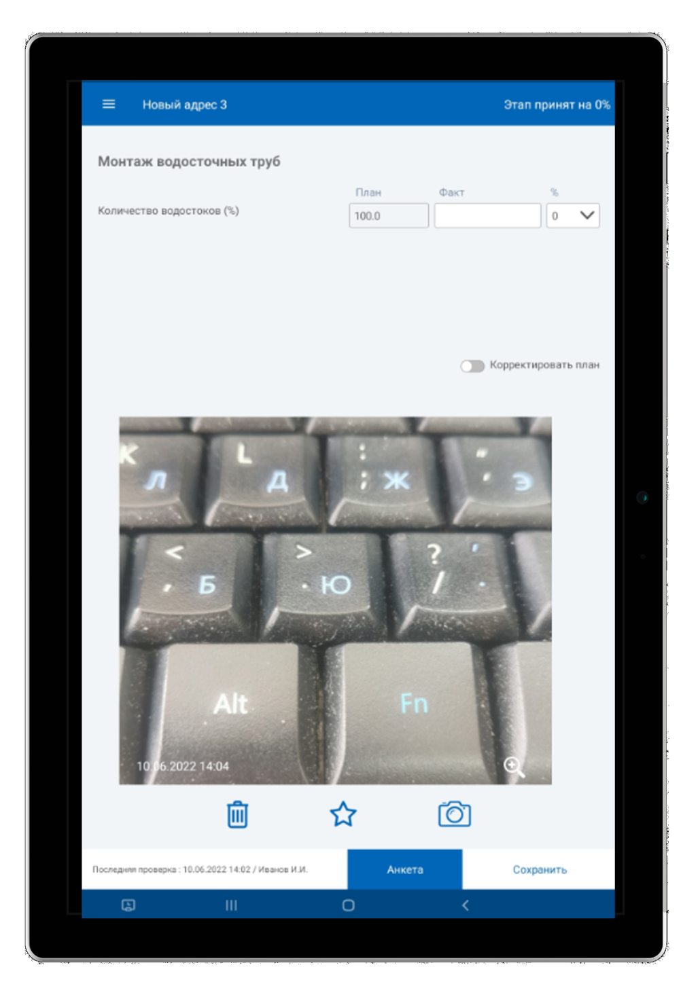 Новый адрес 3 Этап принят на 0%
Монтаж водосточных труб
План Факт %
Количество водостоков (%) 100.0 0
Корректировать план
K Л L Д : ; Ж " ' Э
< , Б > . Ю ? / ' .
Alt Fn
10.06.2022 14:04
Последняя проверка : 10.06.2022 14:02 / Иванов И.И. Анкета Сохранить